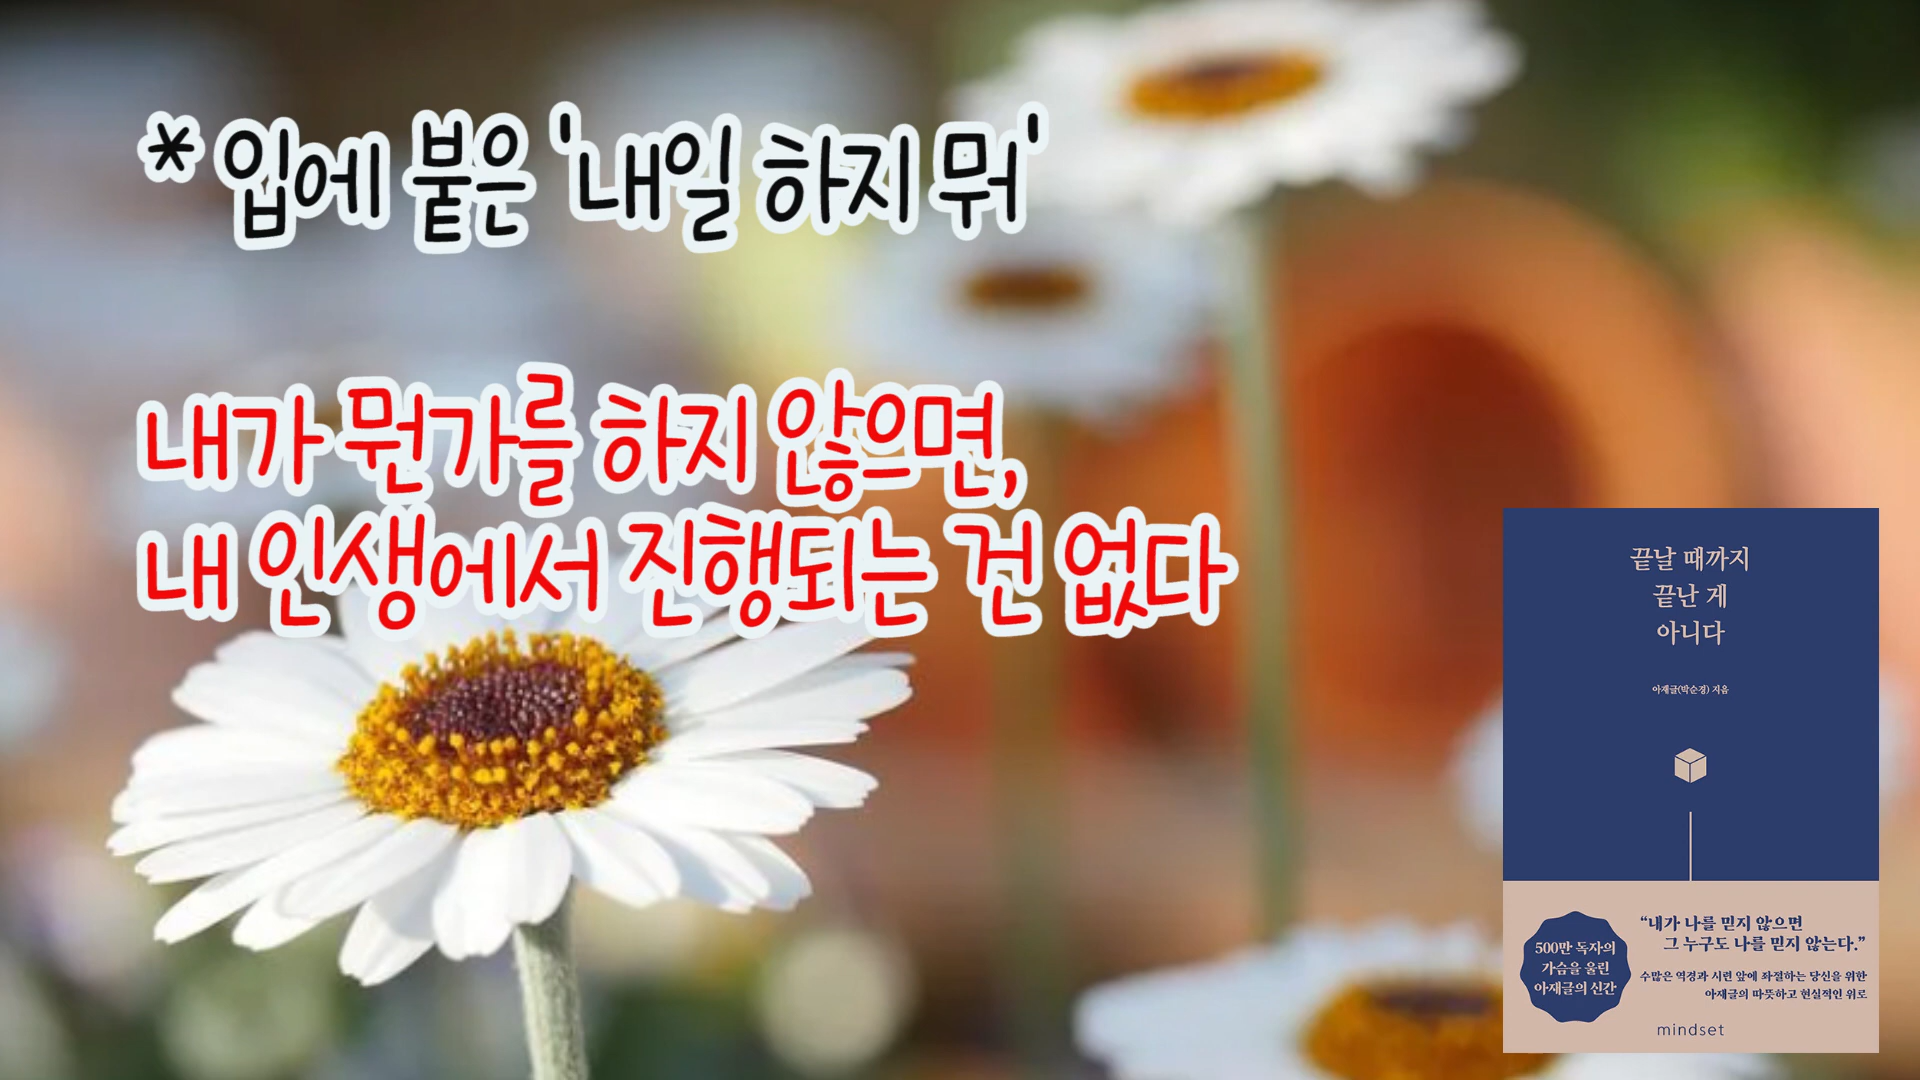 * 입에 붙은 '내일 하지 뭐'
내가 뭔가를 하지 않으면,
내 인생에서 진행되는 건 없다
끝날 때까지
끝난 게
아니다
아재글(박순경) 지음
500만 독자의
가슴을 울린
아재글의 신간
“내가 나를 믿지 않으면
그 누구도 나를 믿지 않는다.”
수많은 역경과 시련 앞에 좌절하는 당신을 위한
아재글의 따뜻하고 현실적인 위로
mindset